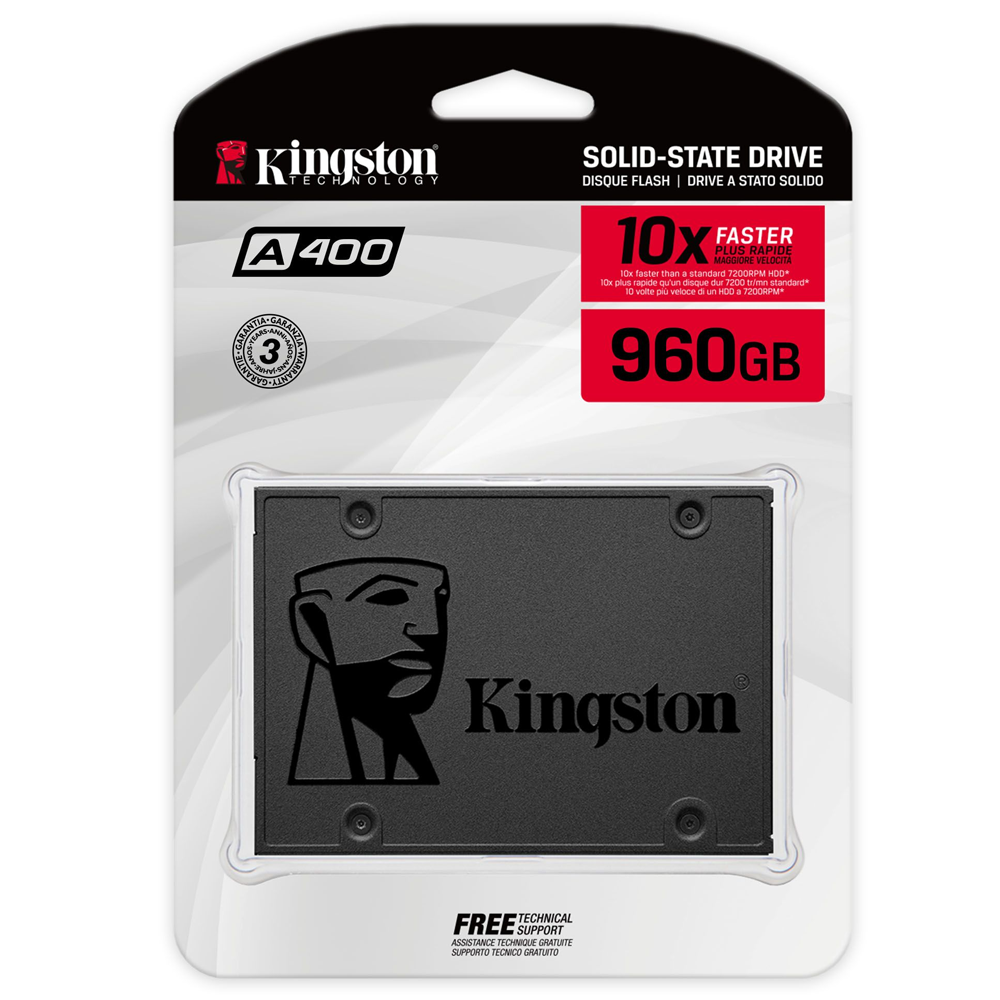 Kingston®
TECHNOLOGY
SOLID-STATE DRIVE
DISQUE FLASH | DRIVE A STATO SOLIDO
A400
10x FASTER
PLUS RAPIDE
MAGGIORE VELOCITÀ
10x faster than a standard 7200RPM HDD*
10x plus rapide qu'un disque dur 7200 tr/mn standard*
10 volte più veloce di un HDD a 7200RPM*
960GB
3
Kingston®
FREE TECHNICAL SUPPORT
ASSISTANCE TECHNIQUE GRATUITE
SUPPORTO TECNICO GRATUITO